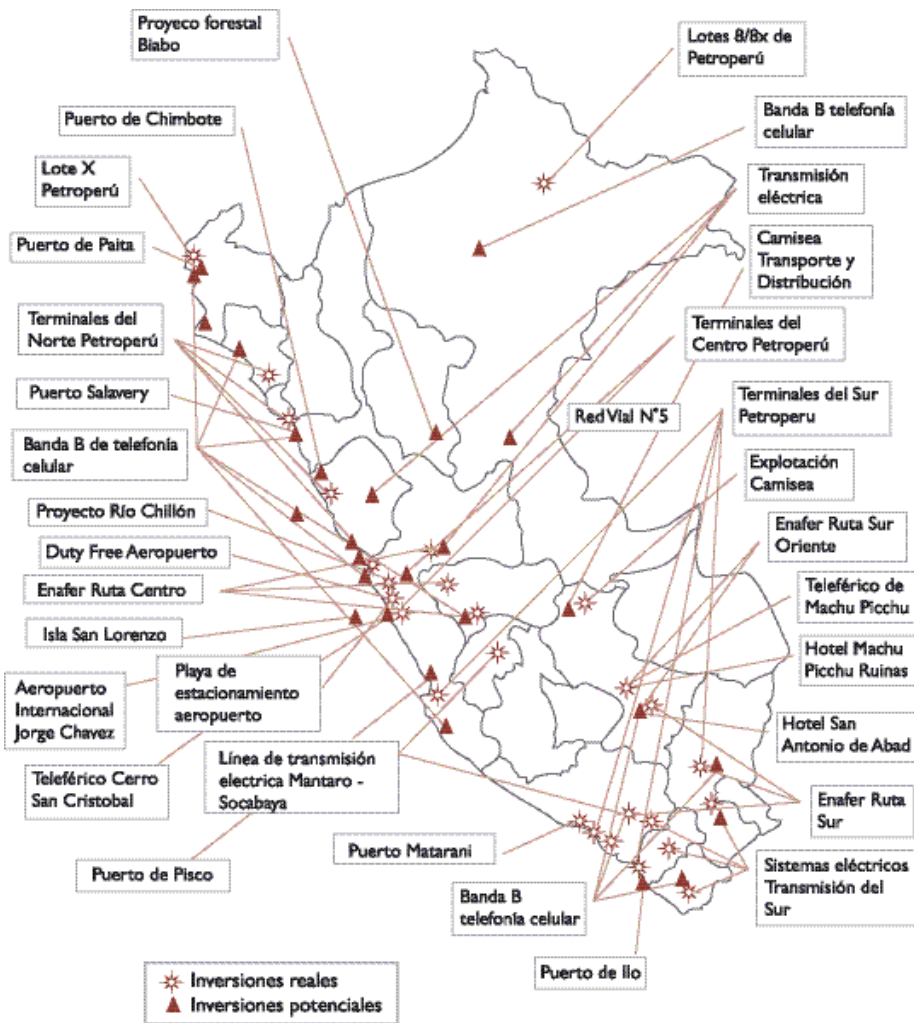 Proyeco forestal
Biabo
Lotes 8/8x de
Petroperú
Puerto de Chimbote
Banda B telefonía
celular
Lote X
Petroperú
Transmisión
eléctrica
Puerto de Paita
Camisea
Transporte y
Distribución
Terminales del
Norte Petroperú
Terminales del
Centro Petroperú
Puerto Salavery
Red Vial N°5
Terminales del Sur
Petroperu
Banda B de telefonía
celular
Explotación
Camisea
Proyecto Río Chillón
Enafer Ruta Sur
Oriente
Duty Free Aeropuerto
Enafer Ruta Centro
Teleférico de
Machu Picchu
Isla San Lorenzo
Hotel Machu
Picchu Ruinas
Playa de
estacionamiento
aeropuerto
Aeropuerto
Internacional
Jorge Chavez
Hotel San
Antonio de Abad
Línea de transmisión
electrica Mantaro -
Socabaya
Teleférico Cerro
San Cristobal
Enafer Ruta
Sur
Puerto Matarani
Puerto de Pisco
Sistemas eléctricos
Transmisión del
Sur
Banda B
telefonía celular
Puerto de Ilo
Inversiones reales
Inversiones potenciales